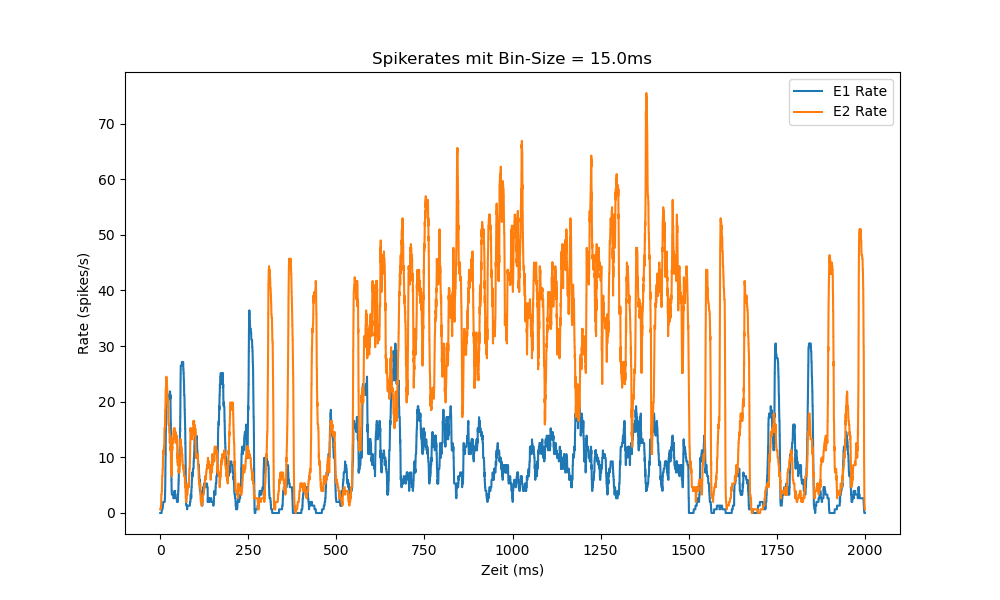 Spikerates mit Bin-Size = 15.0ms
E1 Rate
E2 Rate
Rate (spikes/s)
70
60
50
40
30
20
10
0
0 250 500 750 1000 1250 1500 1750 2000
Zeit (ms)